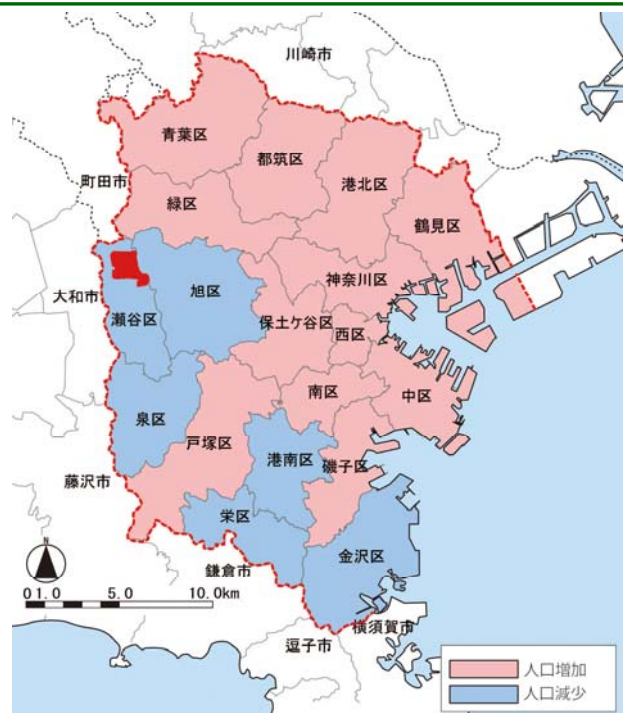 川崎市
青葉区
都筑区
港北区
町田市
緑区
鶴見区
神奈川区
旭区
大和市
瀬谷区
保土ケ谷区
西区
南区
中区
泉区
戸塚区
港南区
磯子区
藤沢市
栄区
金沢区
鎌倉市
N
0 1.0 5.0 10.0km
横須賀市
逗子市
人口増加
人口減少